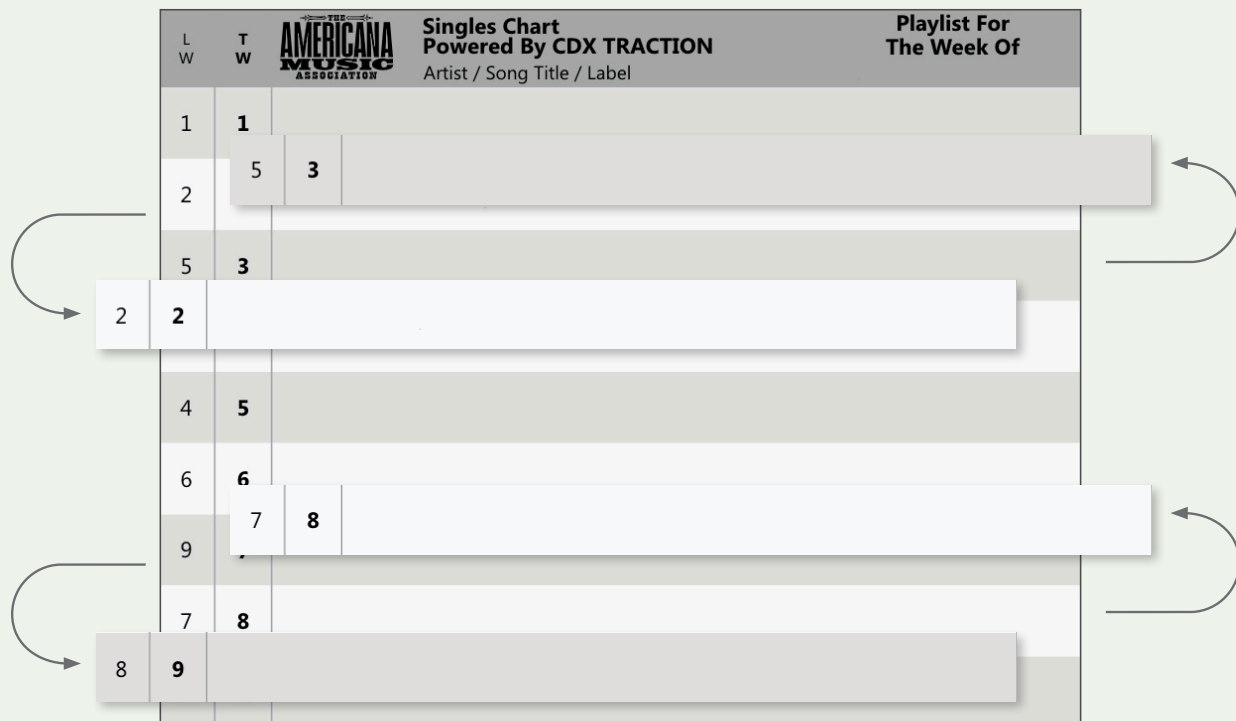 L W
T W
THE
AMERICANA
MUSIC
ASSOCIATION
Singles Chart
Powered By CDX TRACTION
Artist / Song Title / Label
Playlist For
The Week Of
1 1
5 3
2
5 3
2 2
4 5
6 6
7 8
9
7 8
8 9